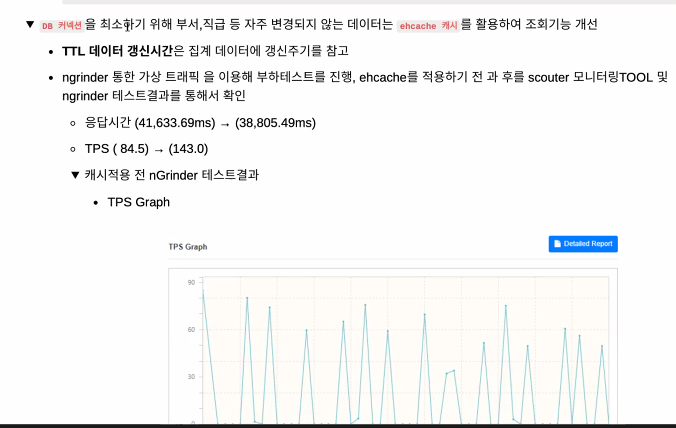 DB 커넥션을 최소하기 위해 부서,직급 등 자주 변경되지 않는 데이터는 ehcache 캐시를 활용하여 조회기능 개선
TTL 데이터 갱신시간은 집계 데이터에 갱신주기를 참고
ngrinder 통한 가상 트래픽 을 이용해 부하테스트를 진행, ehcache를 적용하기 전 과 후를 scouter 모니터링TOOL 및
ngrinder 테스트결과를 통해서 확인
응답시간 (41,633.69ms) → (38,805.49ms)
TPS ( 84.5) → (143.0)
캐시적용 전 nGrinder 테스트결과
TPS Graph
TPS Graph
Detailed Report
90
60
30
0